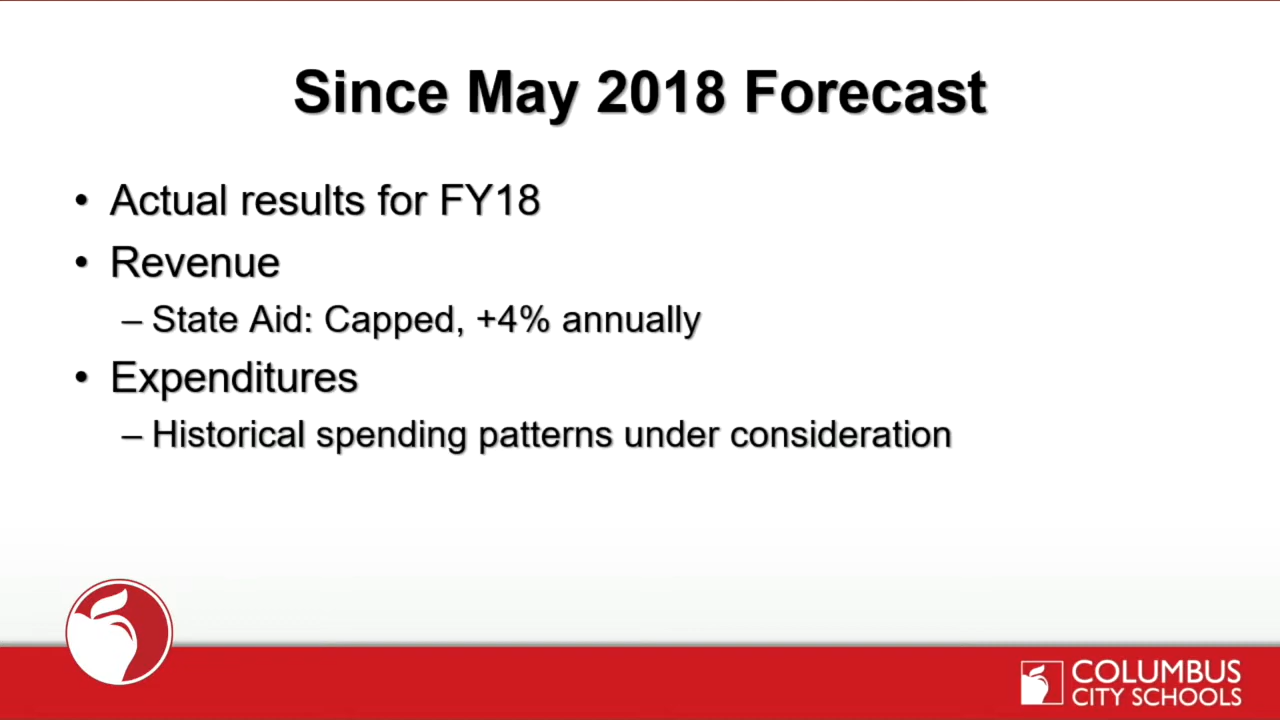 Since May 2018 Forecast
• Actual results for FY18
• Revenue
– State Aid: Capped, +4% annually
• Expenditures
– Historical spending patterns under consideration
COLUMBUS
CITY SCHOOLS